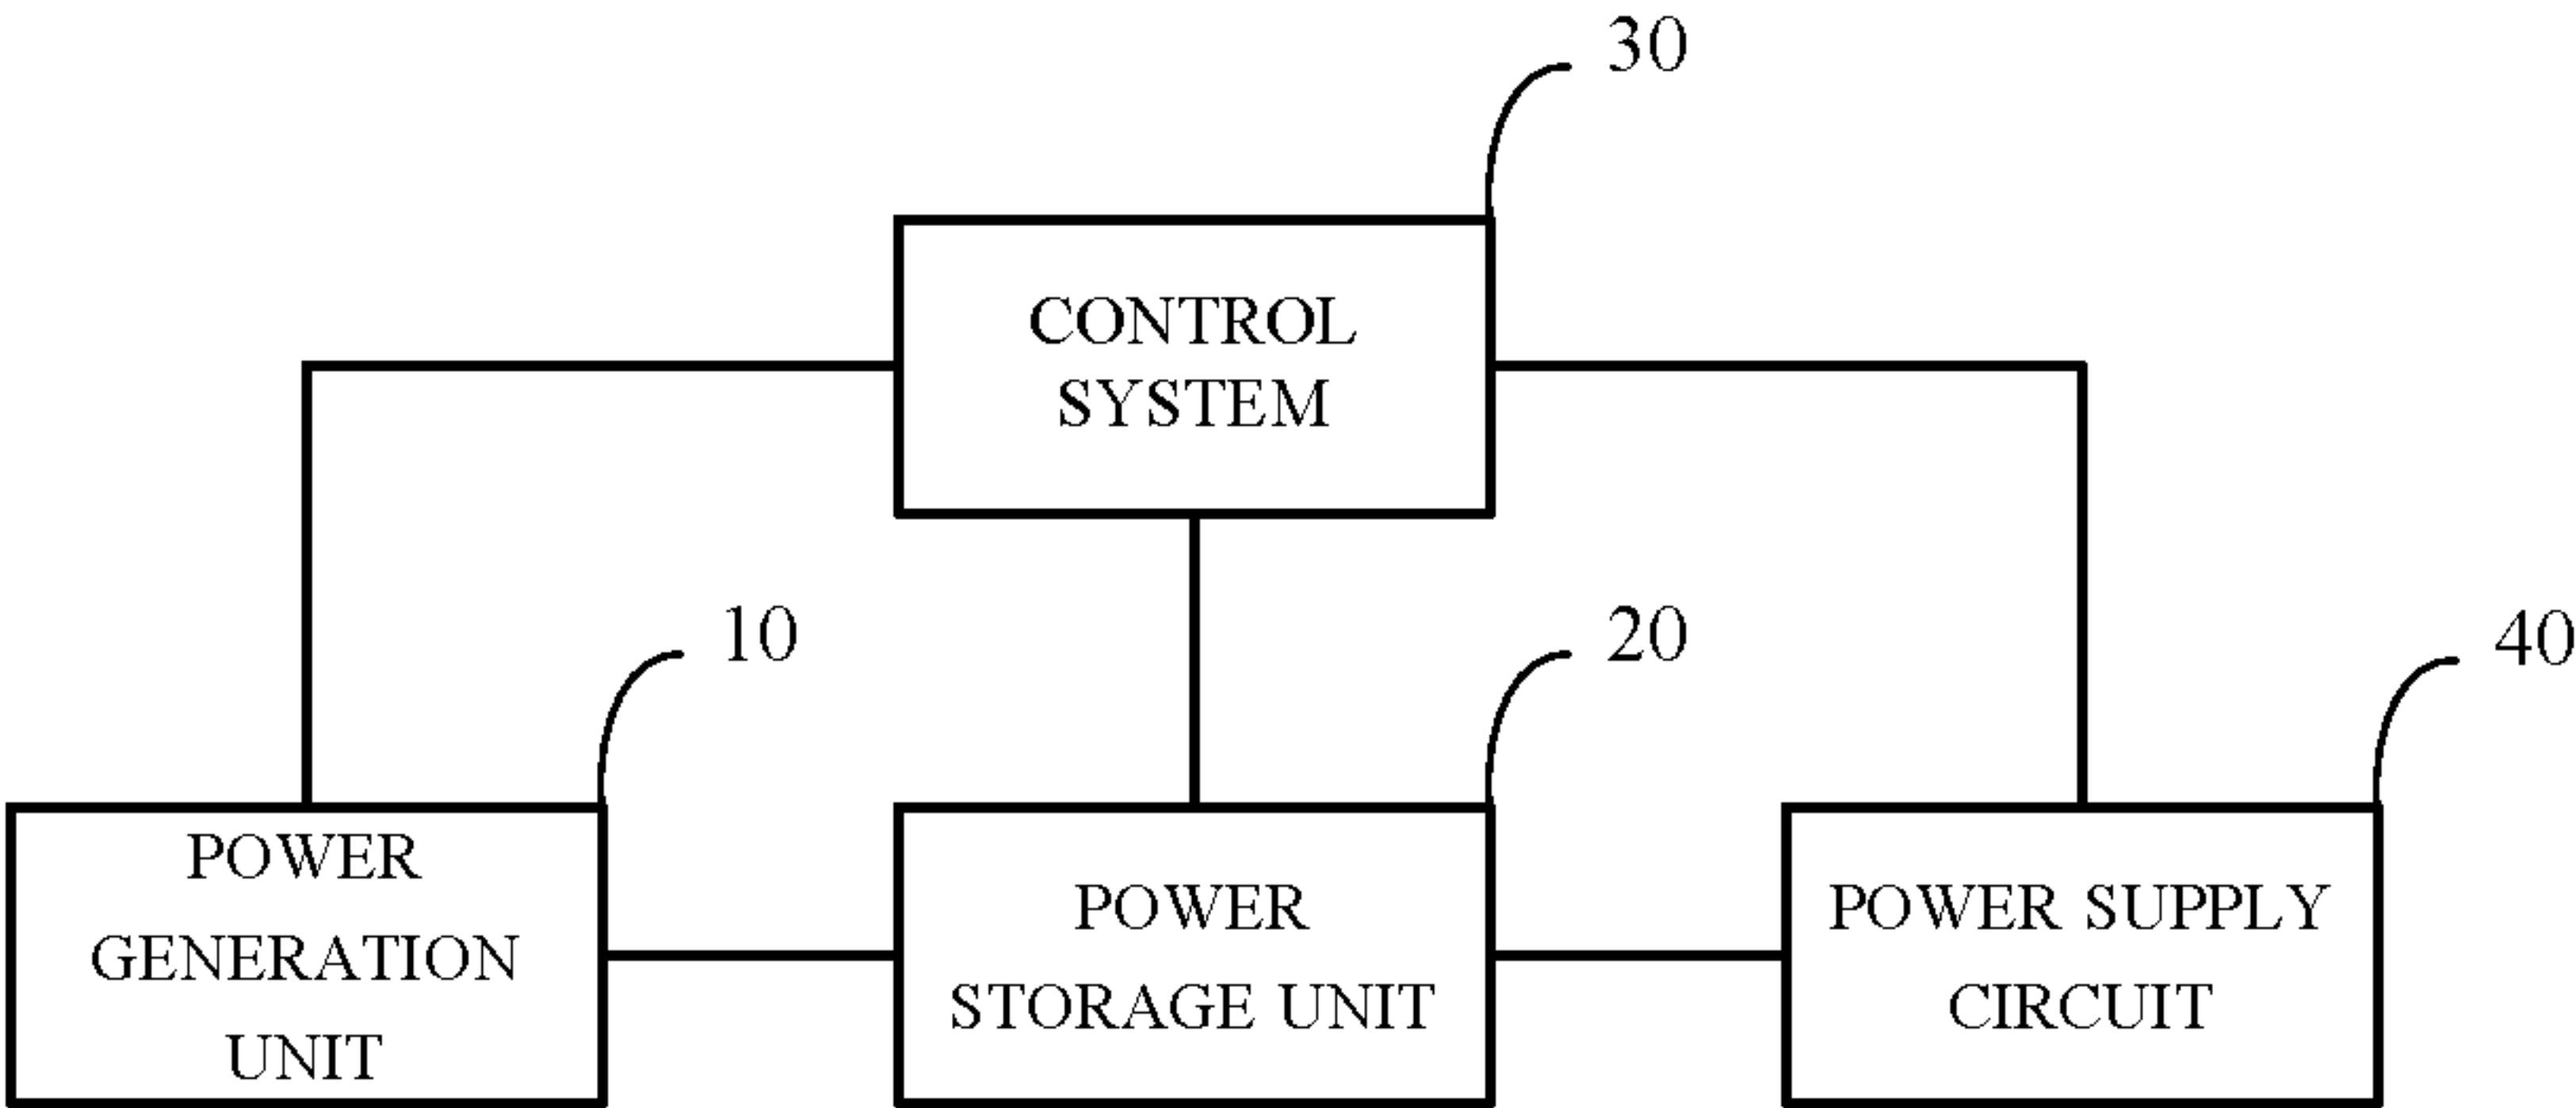 30
CONTROL
SYSTEM
10
20
40
POWER
GENERATION
UNIT
POWER
STORAGE UNIT
POWER SUPPLY
CIRCUIT